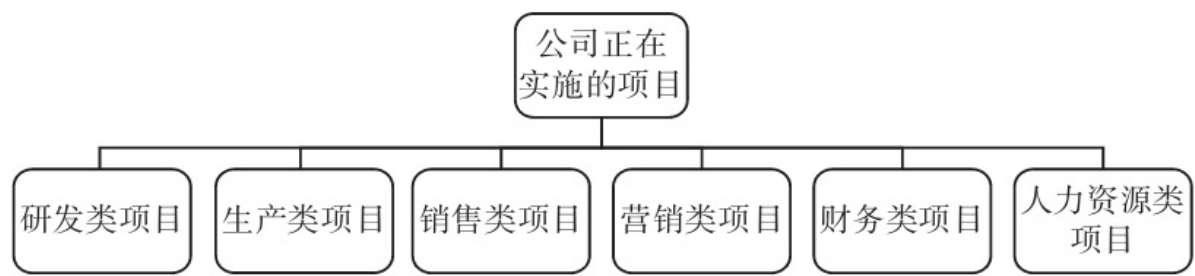 公司正在
实施的项目
研发类项目
生产类项目
销售类项目
营销类项目
财务类项目
人力资源类
项目